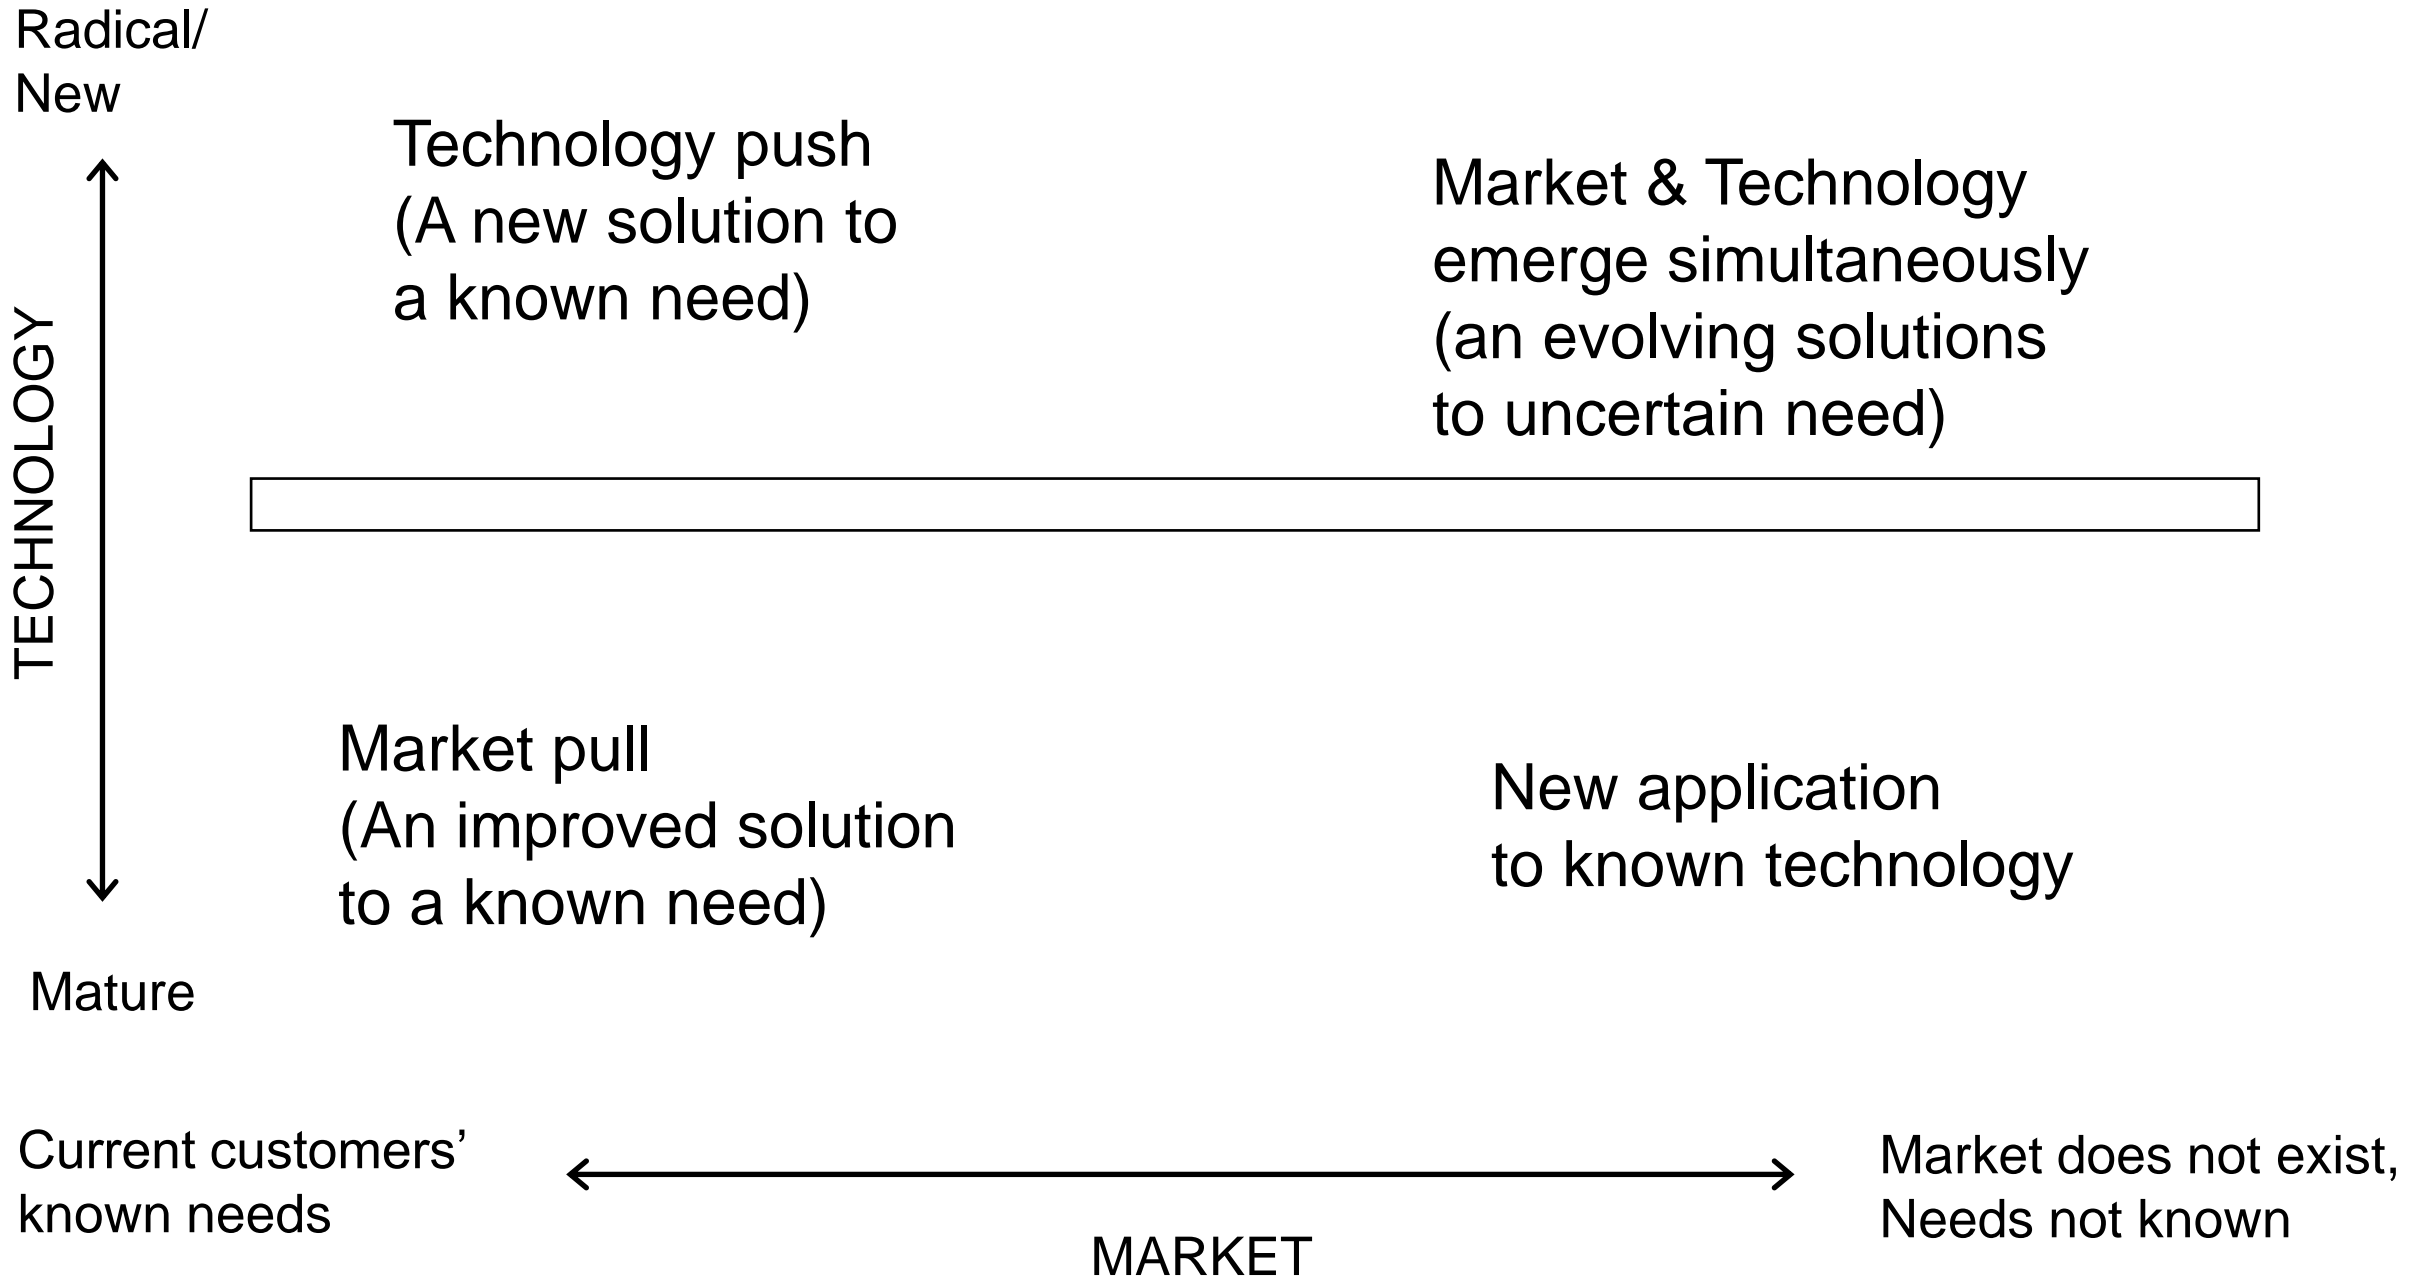 Radical/
New
Technology push
(A new solution to
a known need)
Market & Technology
emerge simultaneously
(an evolving solutions
to uncertain need)
TECHNOLOGY
Market pull
(An improved solution
to a known need)
New application
to known technology
Mature
Current customers’
known needs
Market does not exist,
Needs not known
MARKET